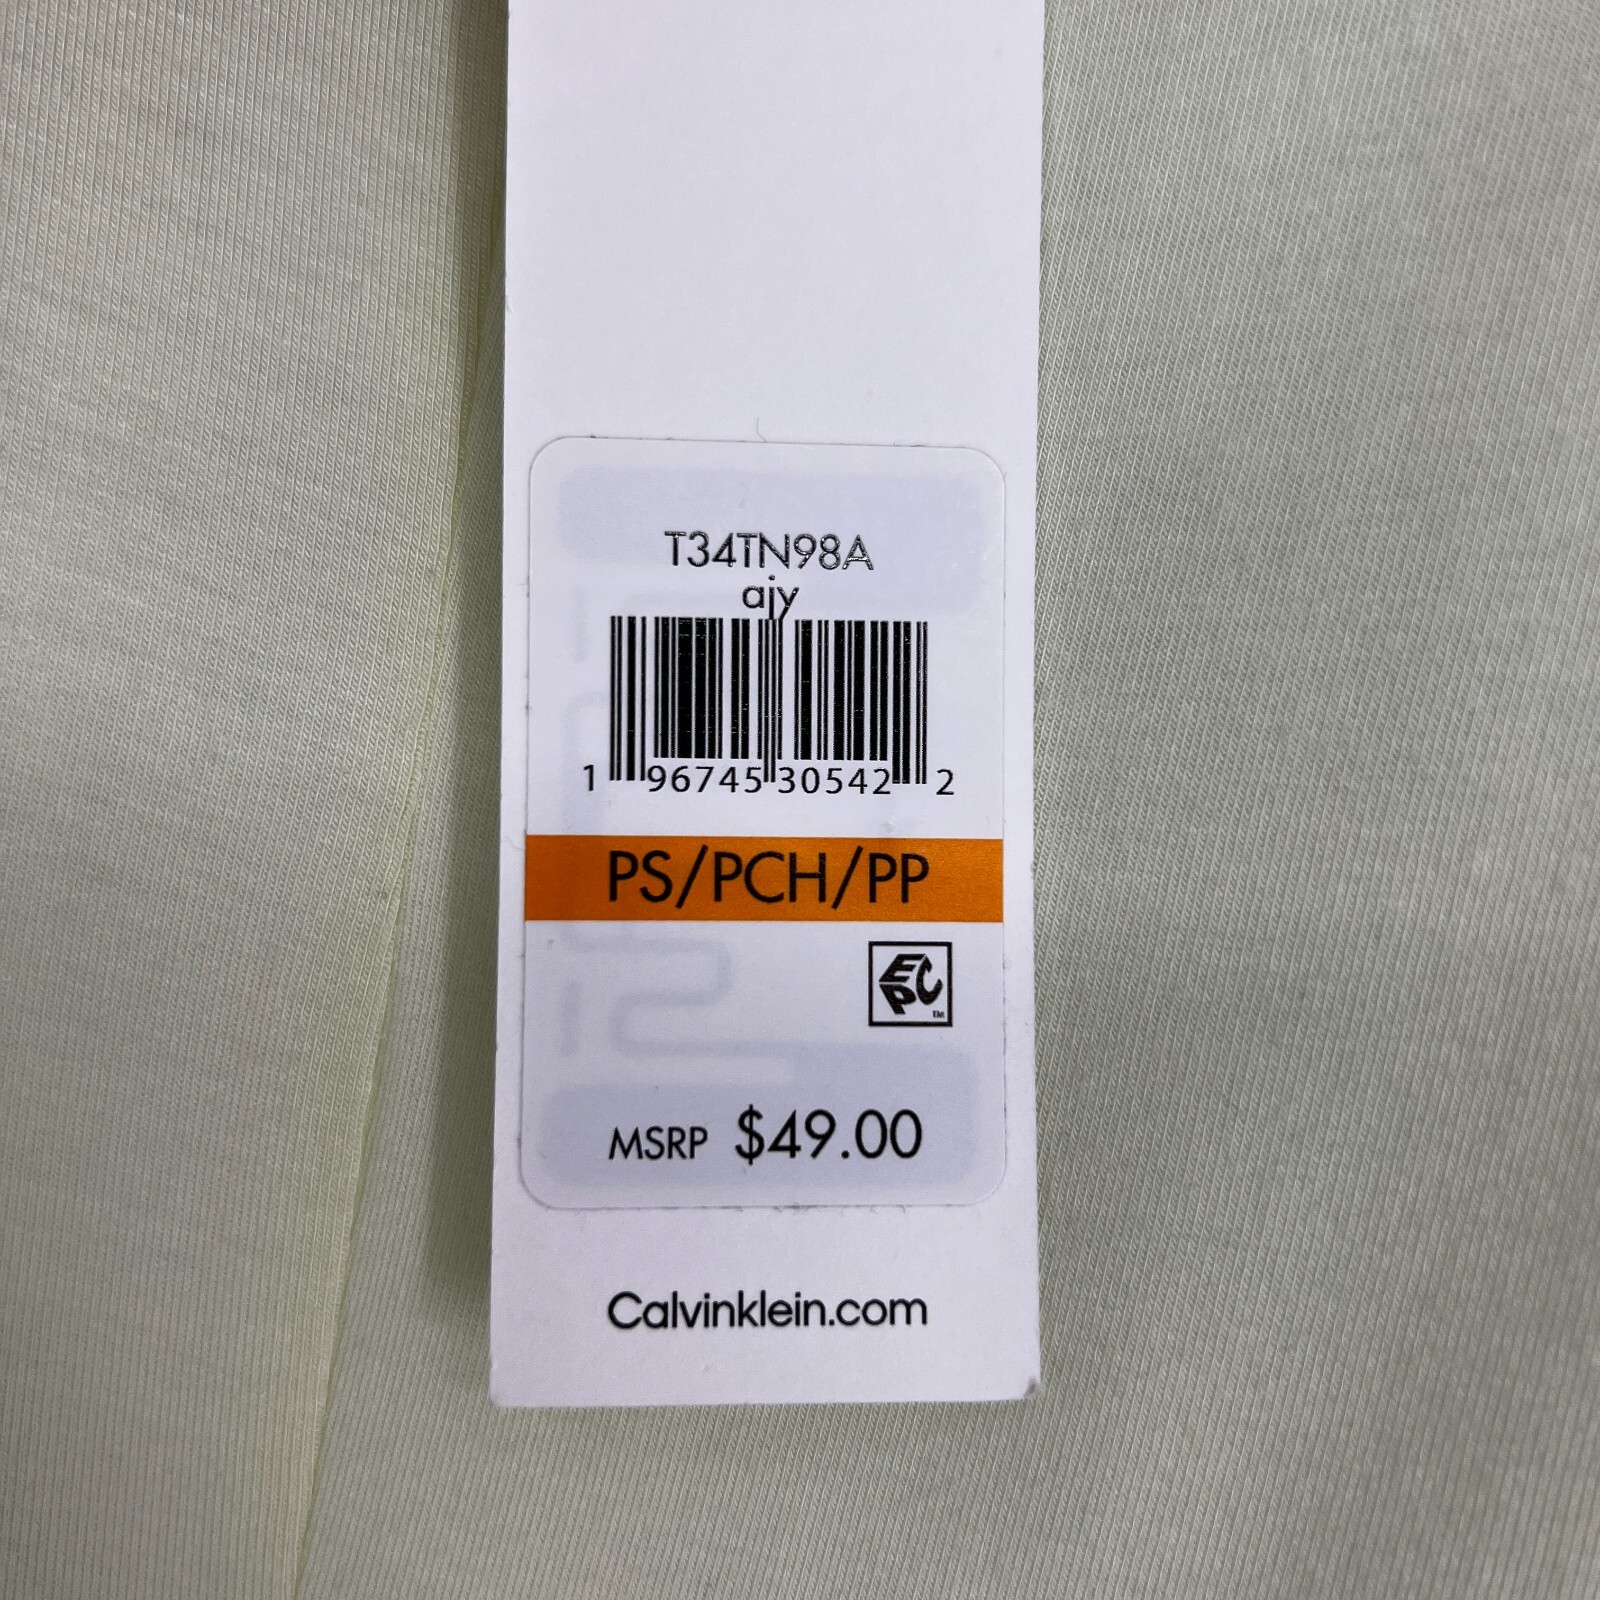 T34TN98A
ajy
1 96745 30542 2
PS/PCH/PP
EPC
MSRP $49.00
Calvinklein.com